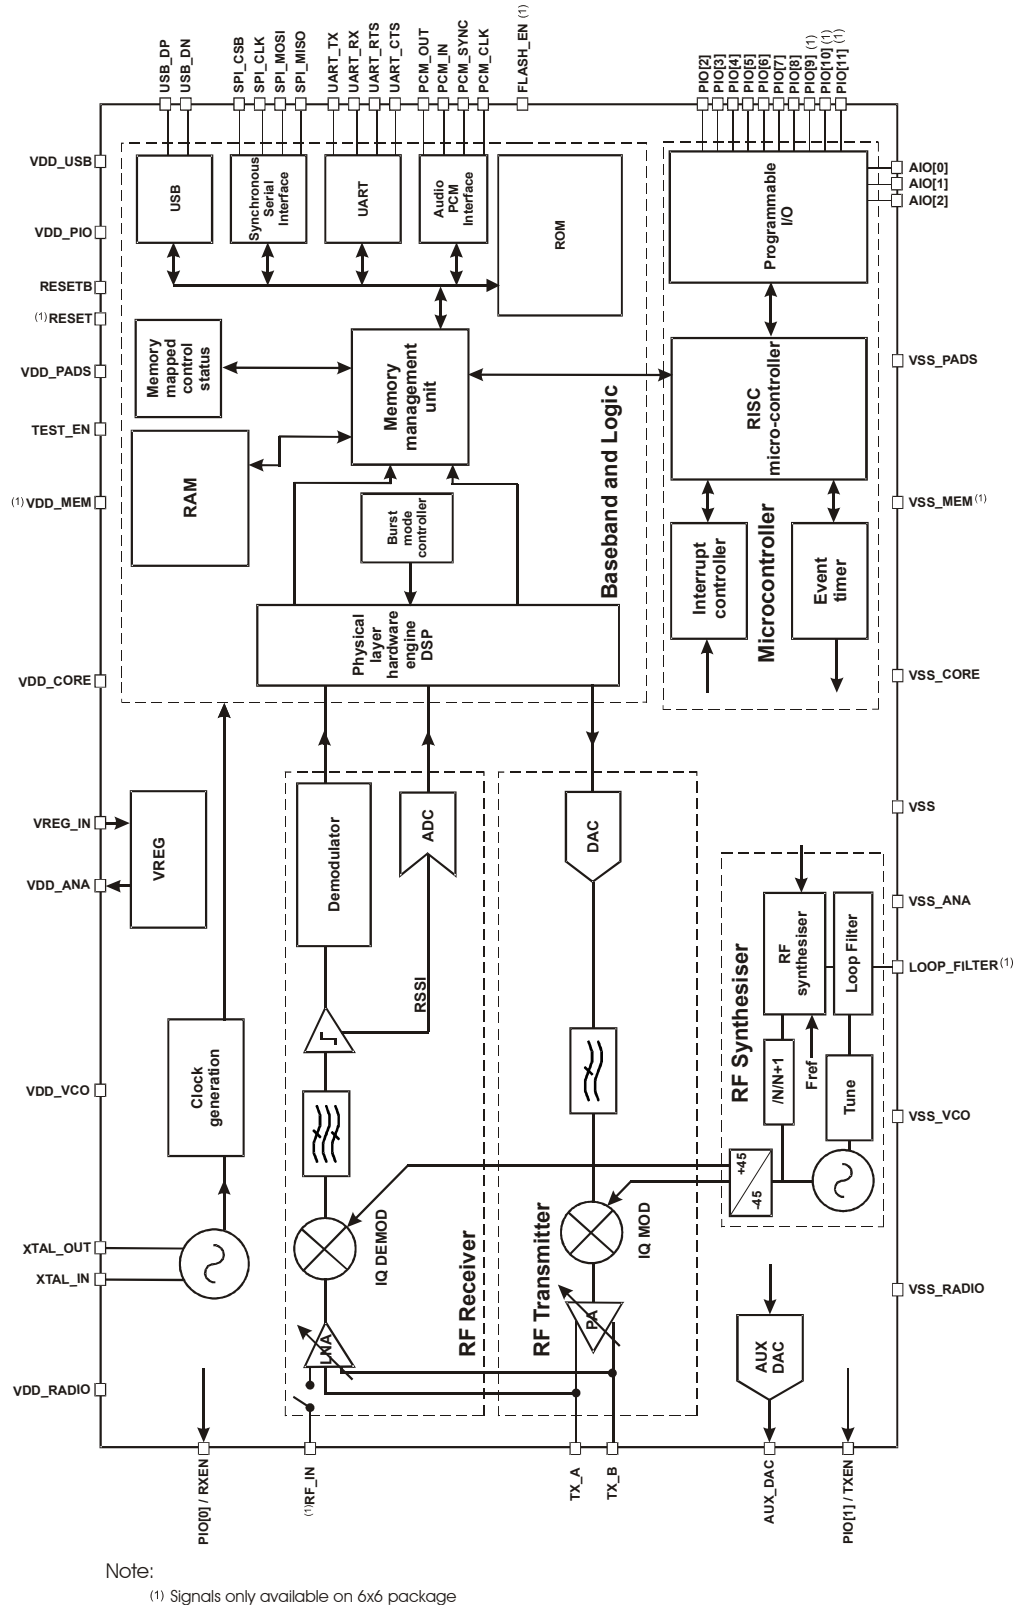 USB_DP
USB_DN
SPI_CSB
SPI_CLK
SPI_MOSI
SPI_MISO
UART_TX
UART_RX
UART_RTS
UART_CTS
PCM_OUT
PCM_IN
PCM_SYNC
PCM_CLK
FLASH_EN (1)
PIO[2]
PIO[3]
PIO[4]
PIO[5]
PIO[6]
PIO[7]
PIO[8]
PIO[9] (1)
PIO[10] (1)
PIO[11] (1)
VDD_USB
VDD_PIO
RESETB
(1) RESET
VDD_PADS
TEST_EN
(1) VDD_MEM
VDD_CORE
VREG_IN
VDD_ANA
VDD_VCO
XTAL_OUT
XTAL_IN
VDD_RADIO
AIO[0]
AIO[1]
AIO[2]
VSS_PADS
VSS_MEM (1)
VSS_CORE
VSS
VSS_ANA
LOOP_FILTER (1)
VSS_VCO
VSS_RADIO
USB
Synchronous
Serial
Interface
UART
Audio
PCM
Interface
ROM
Programmable
I/O
Memory
mapped
control
status
Memory
management
unit
RISC
micro-controller
RAM
Burst
mode
controller
Baseband and Logic
Interrupt
controller
Microcontroller
Event
timer
Physical
layer
hardware
engine
DSP
VREG
Demodulator
ADC
DAC
RSSI
RF Synthesiser
RF
synthesiser
Loop Filter
Clock
generation
/N/N+1
Fref
Tune
+45
-45
IQ DEMOD
IQ MOD
RF Receiver
RF Transmitter
LNA
PA
AUX
DAC
PIO[0] / RXEN
(1) RF_IN
TX_A
TX_B
AUX_DAC
PIO[1] / TXEN
Note:
(1) Signals only available on 6x6 package